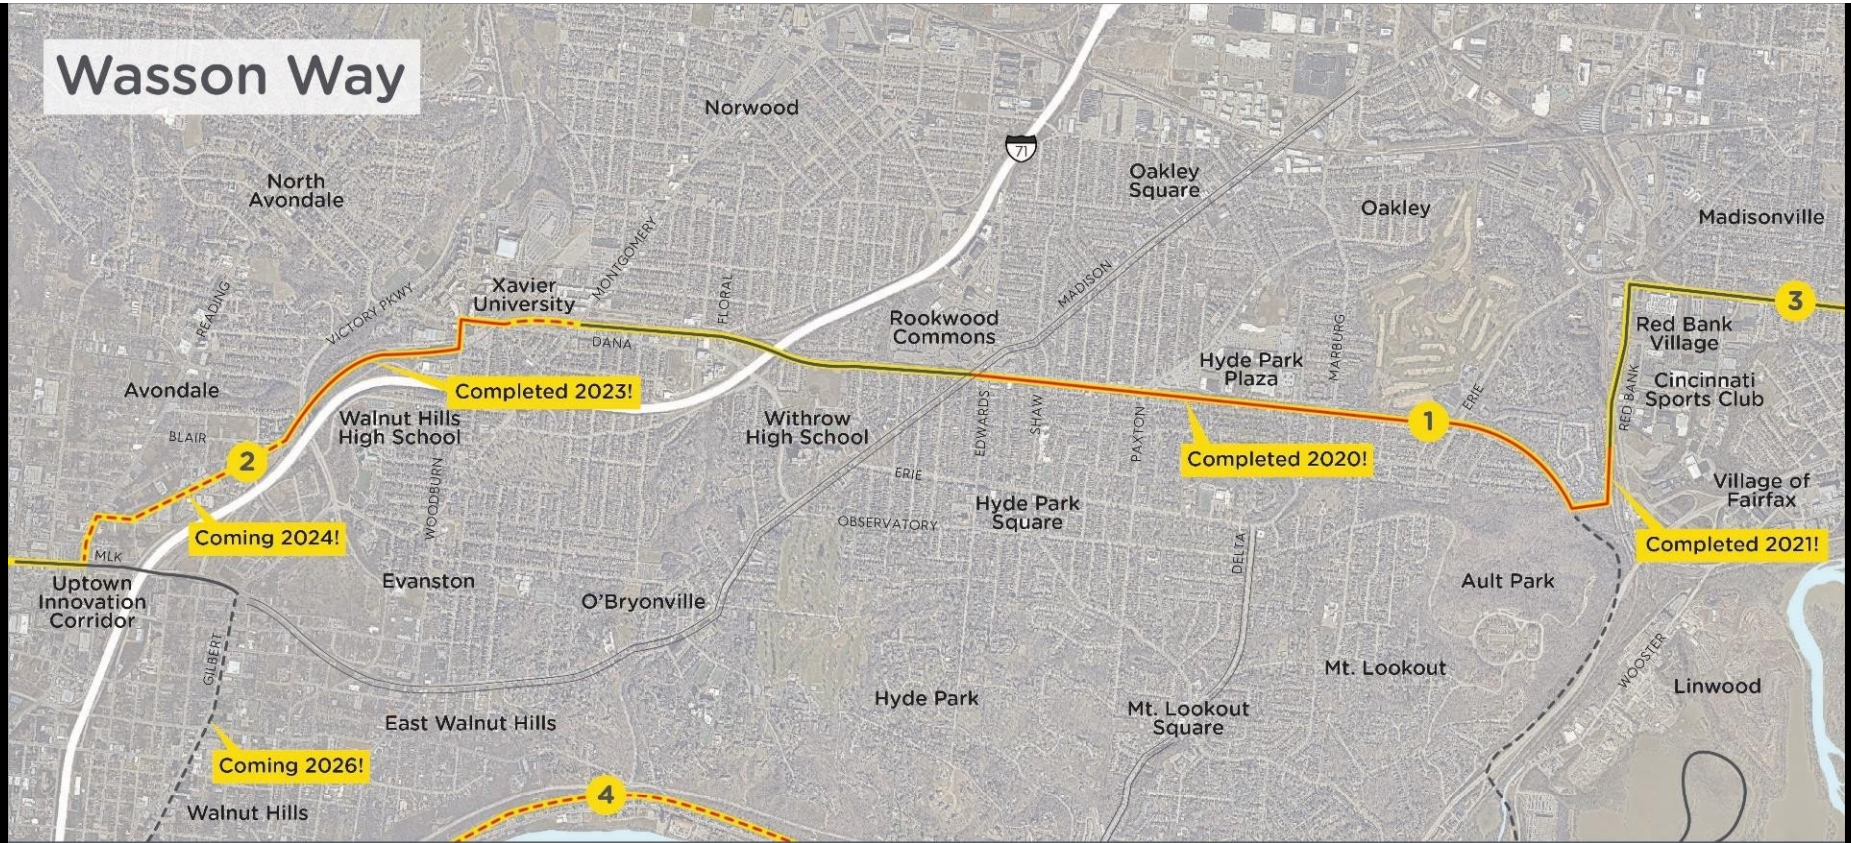 Wasson Way
Norwood
71
North
Avondale
Oakley
Square
Oakley
Madisonville
READING
VICTORY PKWY
Xavier
University
MONTGOMERY
FLORAL
MADISON
3
DANA
Rookwood
Commons
MARBURG
Red Bank
Village
Hyde Park
Plaza
Avondale
Completed 2023!
ERIE
RED BANK
Cincinnati
Sports Club
BLAIR
Walnut Hills
High School
Withrow
High School
EDWARDS
SHAW
PAXTON
1
2
Completed 2020!
WOODBURN
ERIE
Hyde Park
Square
OBSERVATORY
Village of
Fairfax
Coming 2024!
DELTA
Completed 2021!
MLK
Uptown
Innovation
Corridor
Evanston
O'Bryonville
Ault Park
GILBERT
WOOSTER
Mt. Lookout
Linwood
Hyde Park
East Walnut Hills
Mt. Lookout
Square
Coming 2026!
4
Walnut Hills